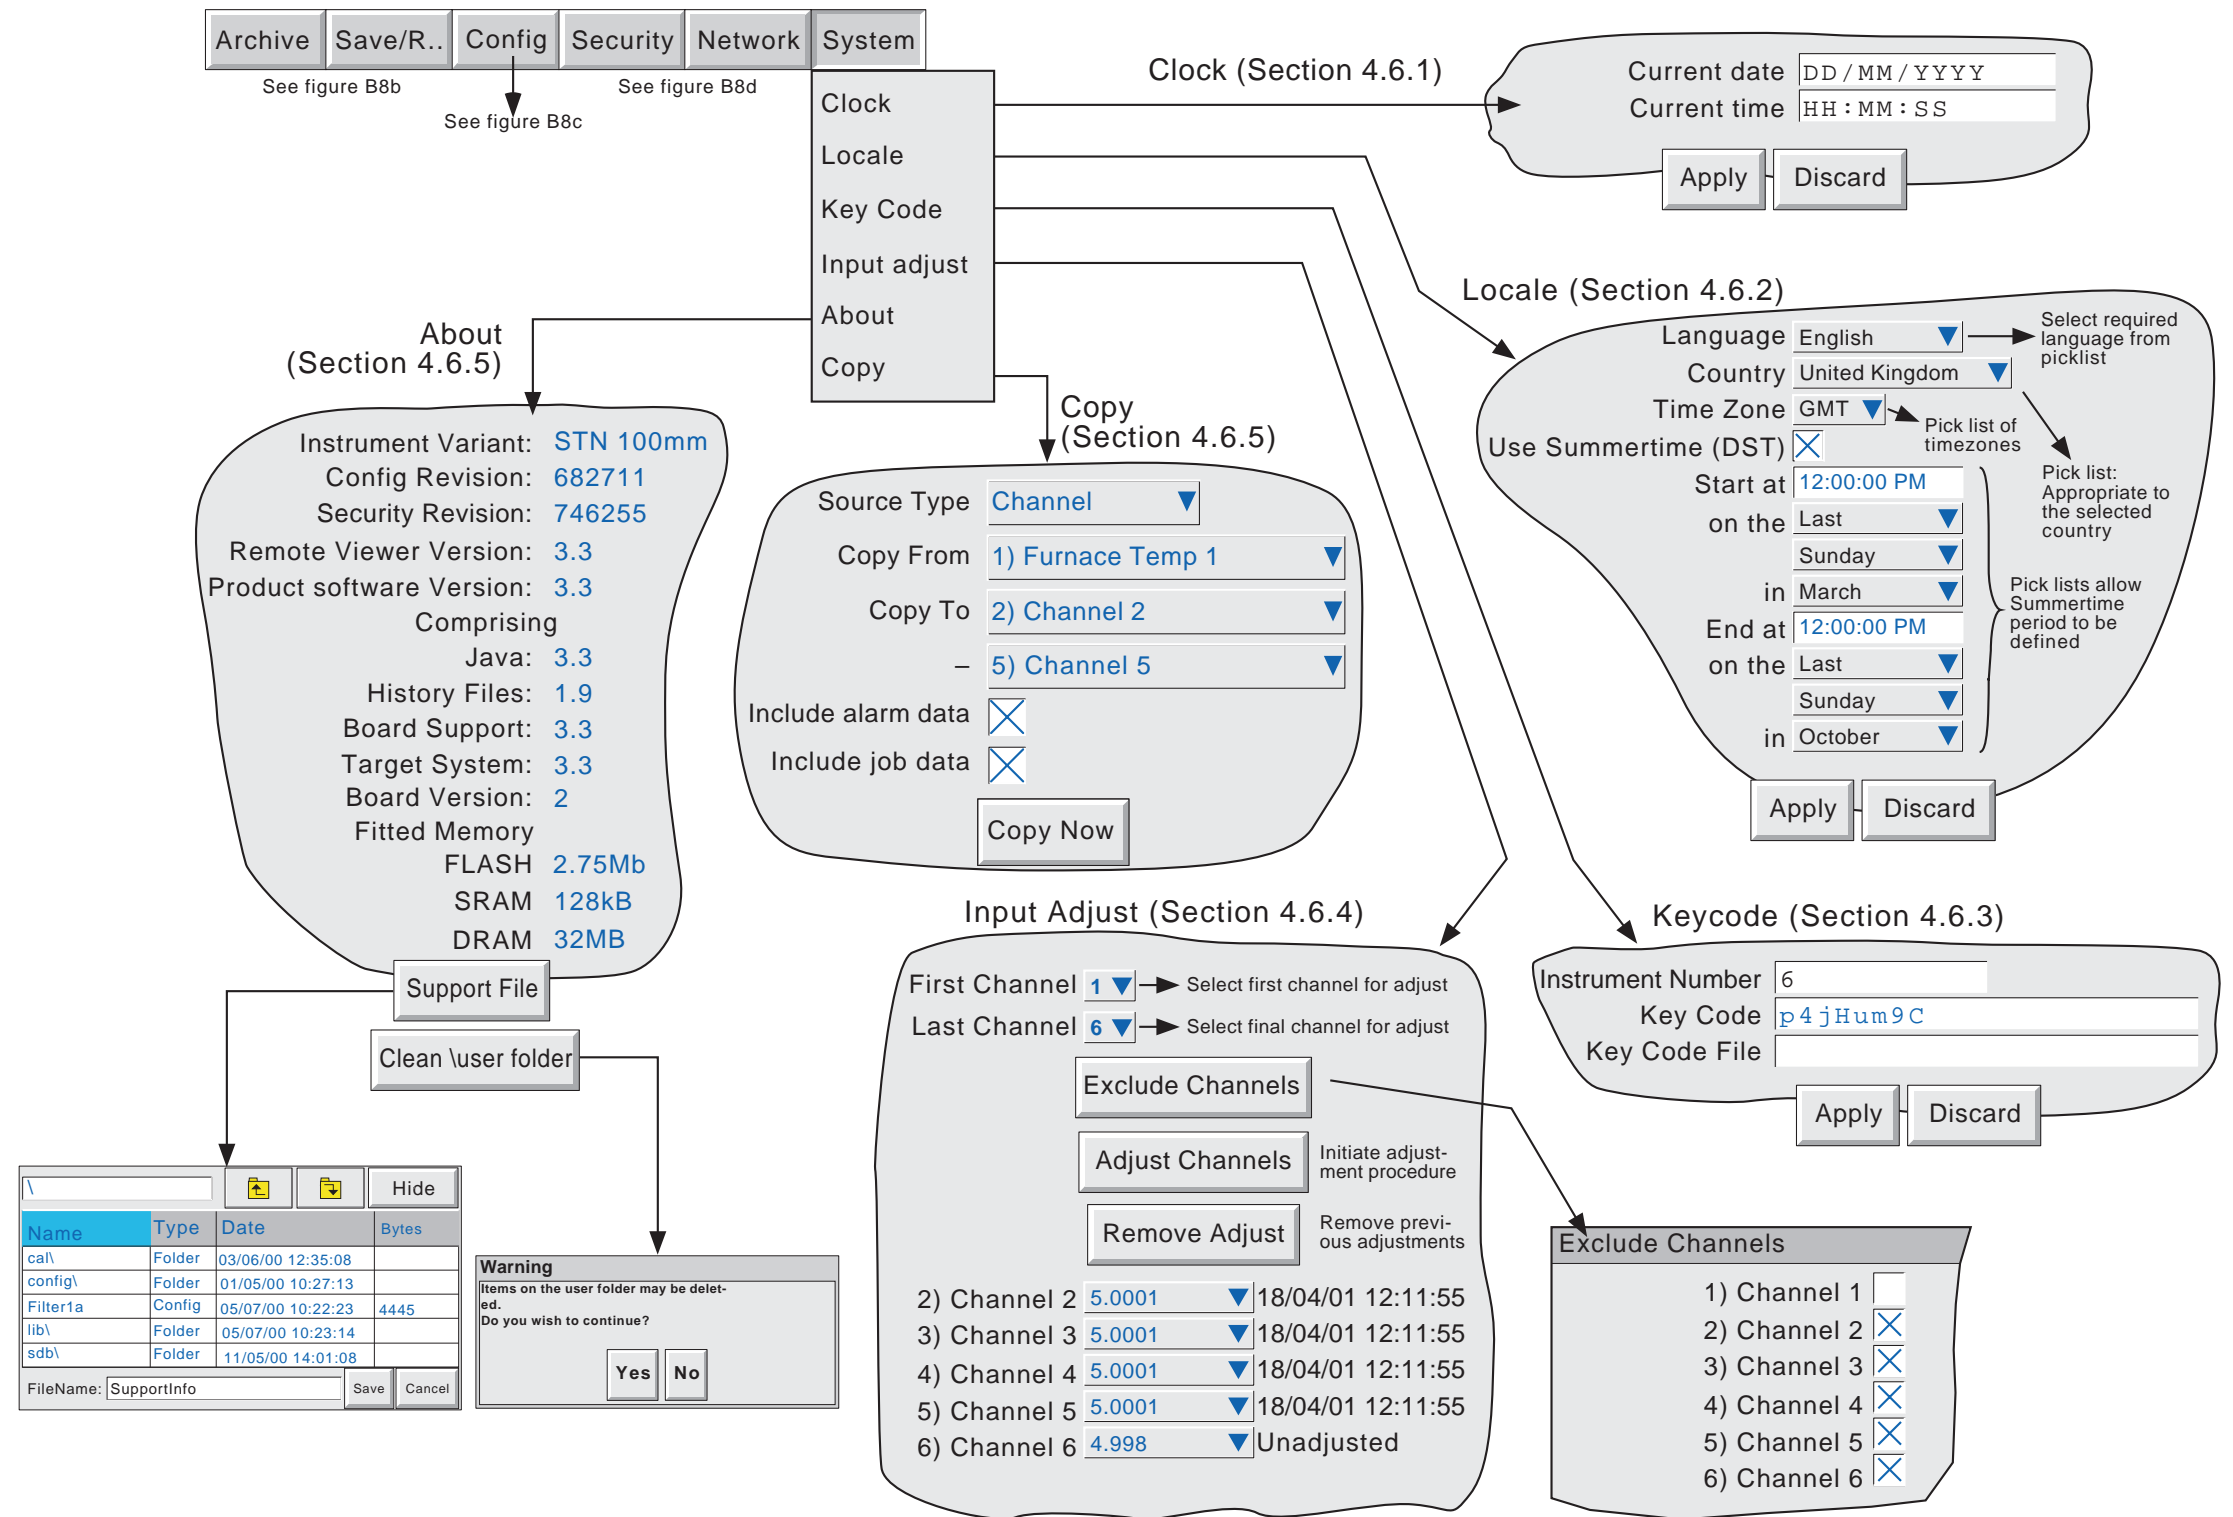 Archive Save/R.. Config Security Network System
See figure B8b
See figure B8d
See figure B8c
Clock
Locale
Key Code
Input adjust
About
Copy
Clock (Section 4.6.1)
Current date DD/MM/YYYY
Current time HH:MM:SS
Apply Discard
Locale (Section 4.6.2)
Language English
Select required
language from
picklist
Country United Kingdom
Time Zone GMT
Pick list of
timezones
Use Summertime (DST)
Pick list:
Appropriate to
the selected
country
Start at 12:00:00 PM
on the Last
Sunday
in March
End at 12:00:00 PM
on the Last
Sunday
in October
Pick lists allow
Summertime
period to be
defined
Apply Discard
About
(Section 4.6.5)
Instrument Variant: STN 100mm
Config Revision: 682711
Security Revision: 746255
Remote Viewer Version: 3.3
Product software Version: 3.3
Comprising
Java: 3.3
History Files: 1.9
Board Support: 3.3
Target System: 3.3
Board Version: 2
Fitted Memory
FLASH 2.75Mb
SRAM 128kB
DRAM 32MB
Support File
Clean \user folder
Copy
(Section 4.6.5)
Source Type Channel
Copy From 1) Furnace Temp 1
Copy To 2) Channel 2
– 5) Channel 5
Include alarm data
Include job data
Copy Now
Input Adjust (Section 4.6.4)
First Channel 1 Select first channel for adjust
Last Channel 6 Select final channel for adjust
Exclude Channels
Adjust Channels
Initiate adjust-
ment procedure
Remove Adjust
Remove previ-
ous adjustments
2) Channel 2 5.0001 18/04/01 12:11:55
3) Channel 3 5.0001 18/04/01 12:11:55
4) Channel 4 5.0001 18/04/01 12:11:55
5) Channel 5 5.0001 18/04/01 12:11:55
6) Channel 6 4.998 Unadjusted
Keycode (Section 4.6.3)
Instrument Number 6
Key Code p4jHum9C
Key Code File
Apply Discard
Exclude Channels
1) Channel 1
2) Channel 2
3) Channel 3
4) Channel 4
5) Channel 5
6) Channel 6
\ Hide
Name Type Date Bytes
cal\ Folder 03/06/00 12:35:08
config\ Folder 01/05/00 10:27:13
Filter1a Config 05/07/00 10:22:23 4445
lib\ Folder 05/07/00 10:23:14
sdb\ Folder 11/05/00 14:01:08
FileName: SupportInfo Save Cancel
Warning
Items on the user folder may be delet-
ed.
Do you wish to continue?
Yes No